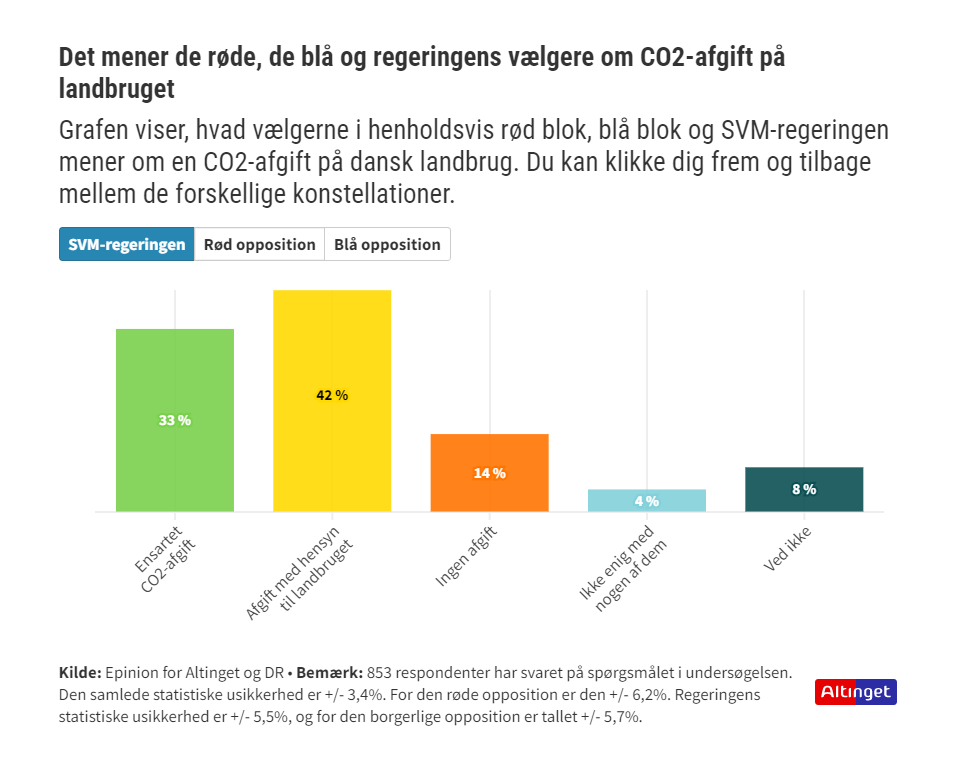 Det mener de røde, de blå og regeringens vælgere om CO2-afgift på
landbruget
Grafen viser, hvad vælgerne i henholdsvis rød blok, blå blok og SVM-regeringen
mener om en CO2-afgift på dansk landbrug. Du kan klikke dig frem og tilbage
mellem de forskellige konstellationer.
SVM-regeringen Rød opposition Blå opposition
33 %
42 %
14 %
4 %
8 %
Ensartet
CO2-afgift
Afgift med hensyn
til landbruget
Ingen afgift
Ikke enig med
nogen af dem
Ved ikke
Kilde: Epinion for Altinget og DR • Bemærk: 853 respondenter har svaret på spørgsmålet i undersøgelsen.
Den samlede statistiske usikkerhed er +/- 3,4%. For den røde opposition er den +/- 6,2%. Regeringens
statistiske usikkerhed er +/- 5,5%, og for den borgerlige opposition er tallet +/- 5,7%.
Altinget